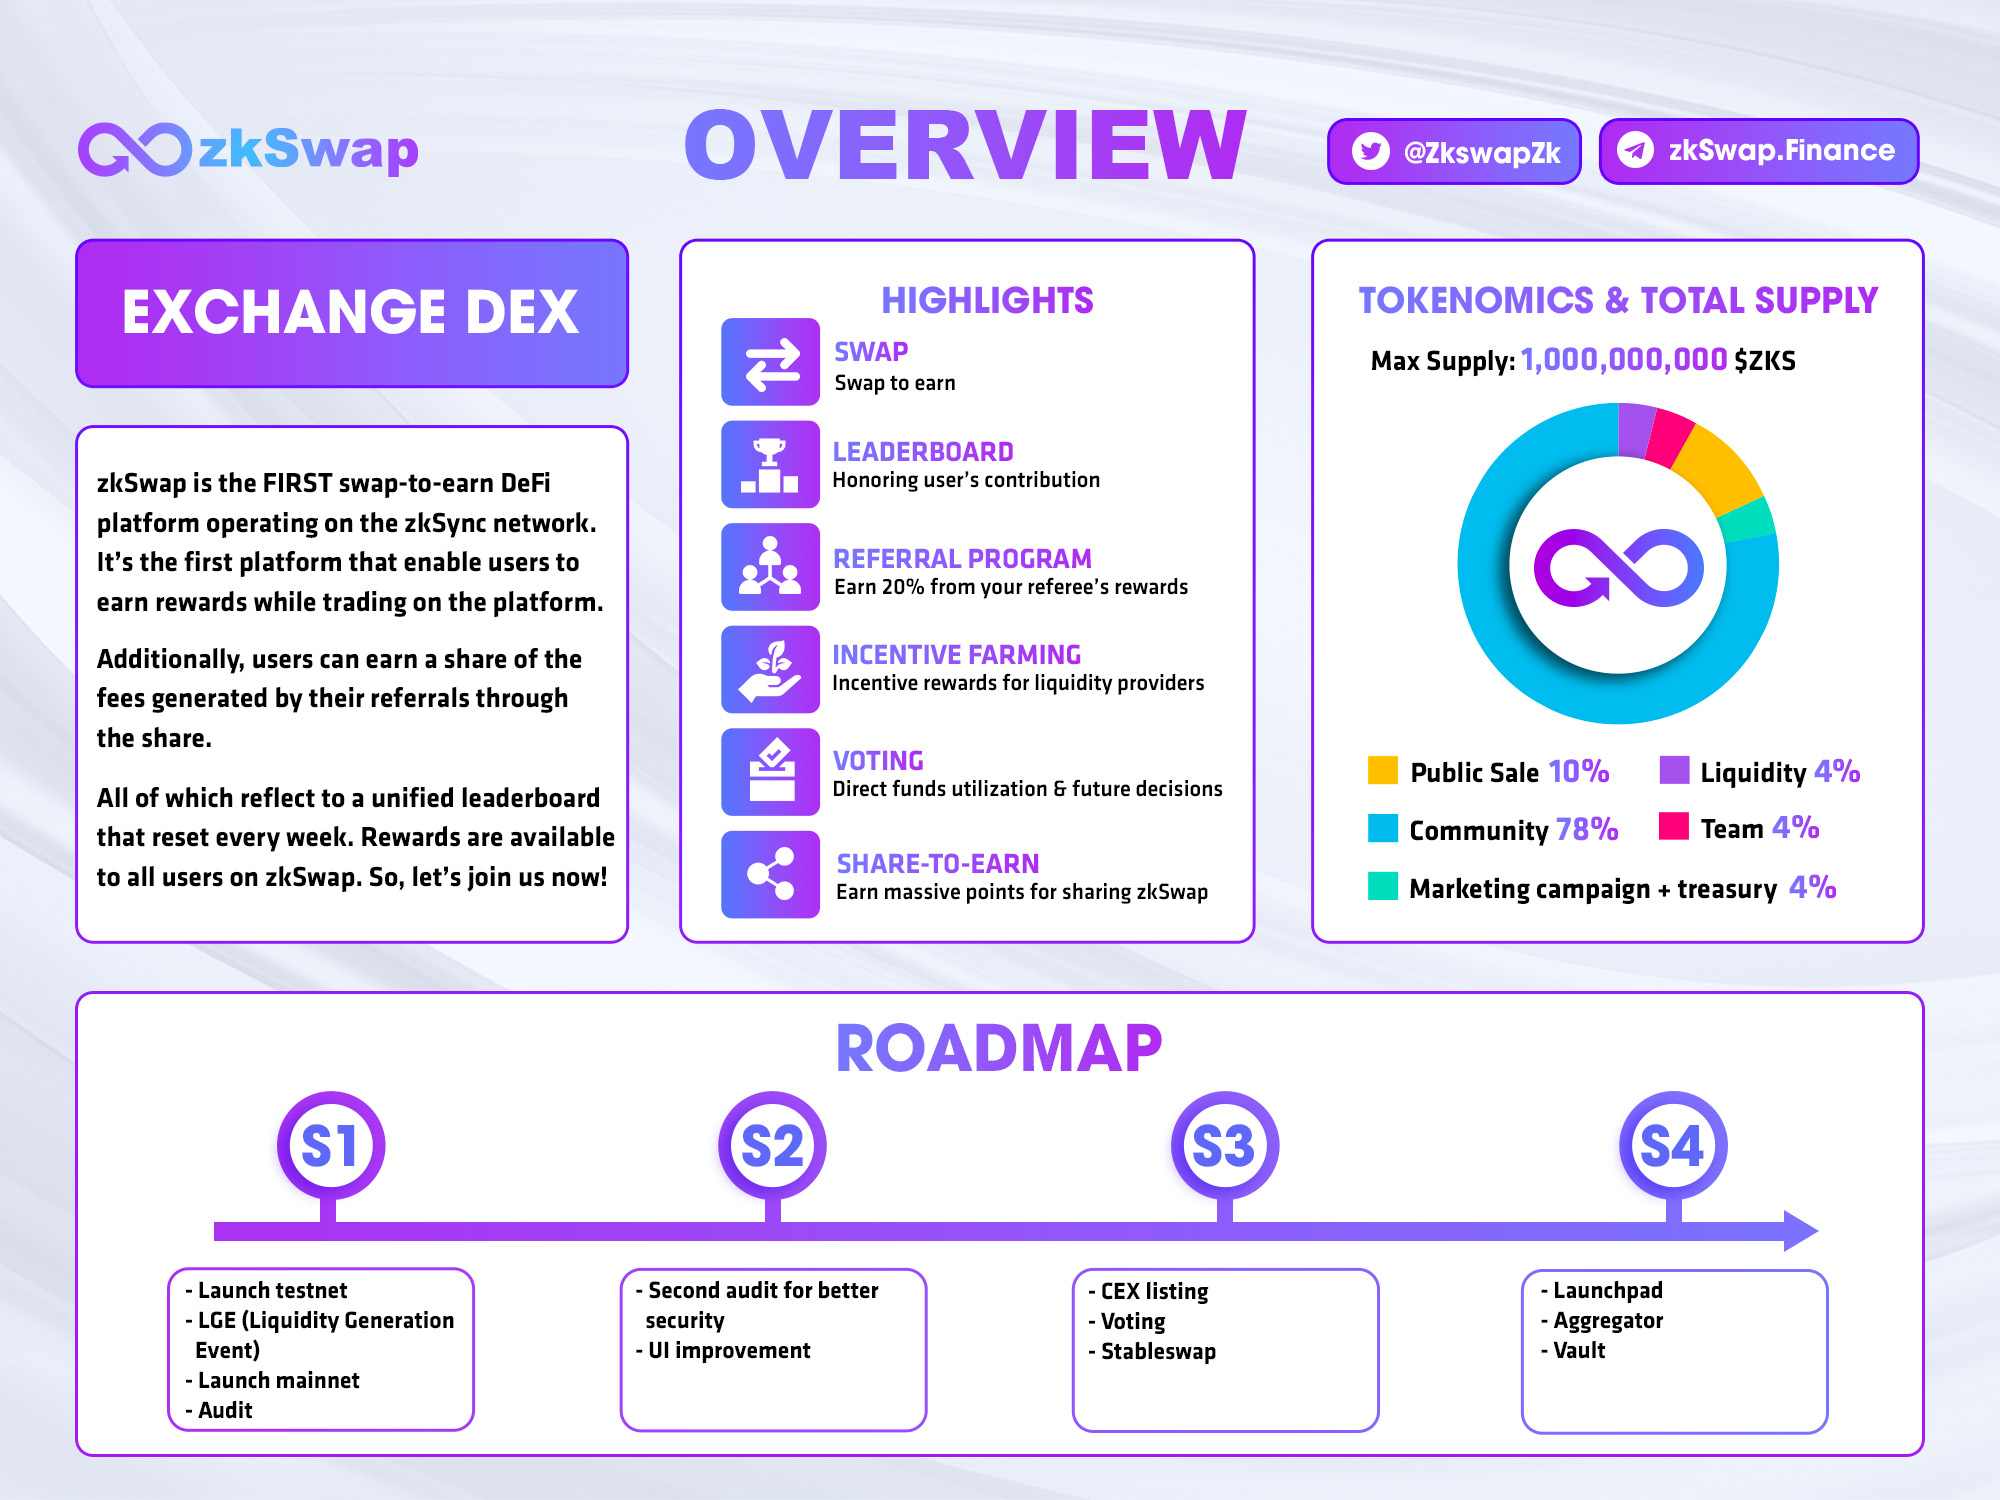 zkSwap
OVERVIEW
@ZkswapZk
zkSwap.Finance
EXCHANGE DEX
zkSwap is the FIRST swap-to-earn DeFi
platform operating on the zkSync network.
It's the first platform that enable users to
earn rewards while trading on the platform.
Additionally, users can earn a share of the
fees generated by their referrals through
the share.
All of which reflect to a unified leaderboard
that reset every week. Rewards are available
to all users on zkSwap. So, let's join us now!
HIGHLIGHTS
SWAP
Swap to earn
LEADERBOARD
Honoring user's contribution
REFERRAL PROGRAM
Earn 20% from your referee's rewards
INCENTIVE FARMING
Incentive rewards for liquidity providers
VOTING
Direct funds utilization & future decisions
SHARE-TO-EARN
Earn massive points for sharing zkSwap
TOKENOMICS & TOTAL SUPPLY
Max Supply: 1,000,000,000 $ZKS
Public Sale 10%
Liquidity 4%
Community 78%
Team 4%
Marketing campaign + treasury 4%
ROADMAP
S1
S2
S3
S4
- Launch testnet
- LGE (Liquidity Generation
Event)
- Launch mainnet
- Audit
- Second audit for better
security
- UI improvement
- CEX listing
- Voting
- Stableswap
- Launchpad
- Aggregator
- Vault